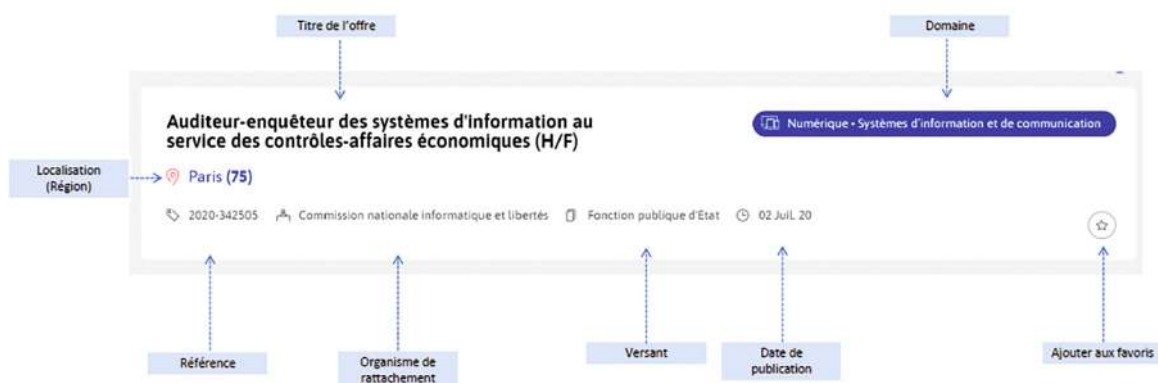 Titre de l'offre
Domaine
Auditeur-enquêteur des systèmes d'information au
service des contrôles-affaires économiques (H/F)
Numérique • Systèmes d'information et de communication
Localisation
(Région)
Paris (75)
2020-342505 Commission nationale informatique et libertés Fonction publique d'Etat 02 Juil. 20
Référence
Organisme de
rattachement
Versant
Date de
publication
Ajouter aux favoris